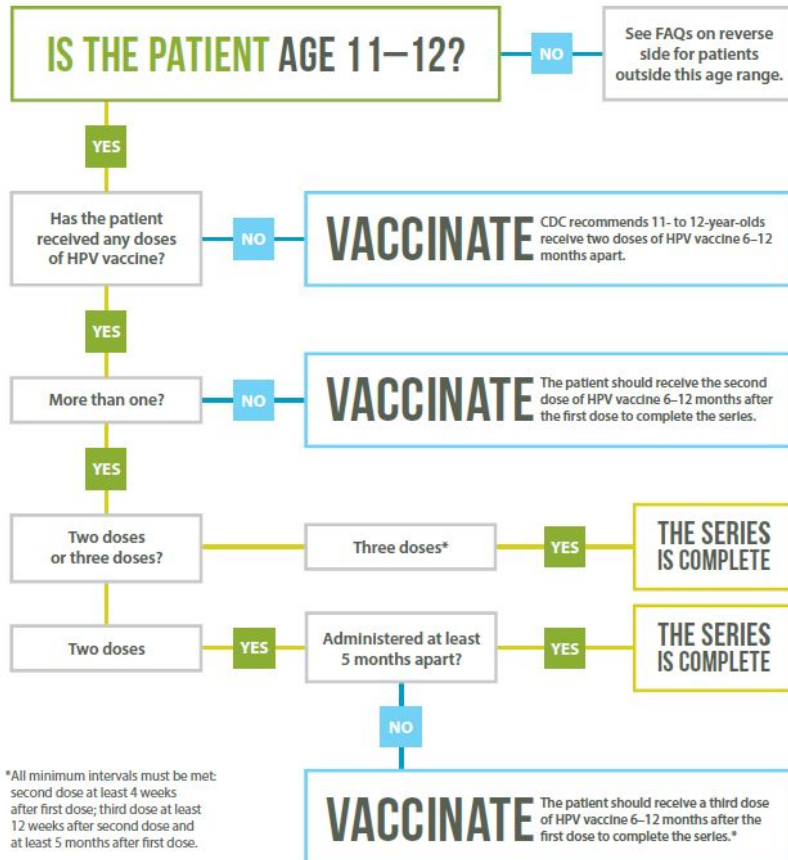 IS THE PATIENT AGE 11–12?
NO
See FAQs on reverse
side for patients
outside this age range.
YES
Has the patient
received any doses
of HPV vaccine?
NO
VACCINATE
CDC recommends 11- to 12-year-olds
receive two doses of HPV vaccine 6–12
months apart.
YES
More than one?
NO
VACCINATE
The patient should receive the second
dose of HPV vaccine 6–12 months after
the first dose to complete the series.
YES
Two doses
or three doses?
Three doses*
YES
THE SERIES
IS COMPLETE
Two doses
YES
Administered at least
5 months apart?
YES
THE SERIES
IS COMPLETE
NO
*All minimum intervals must be met:
second dose at least 4 weeks
after first dose; third dose at least
12 weeks after second dose and
at least 5 months after first dose.
VACCINATE
The patient should receive a third dose
of HPV vaccine 6–12 months after the
first dose to complete the series.*